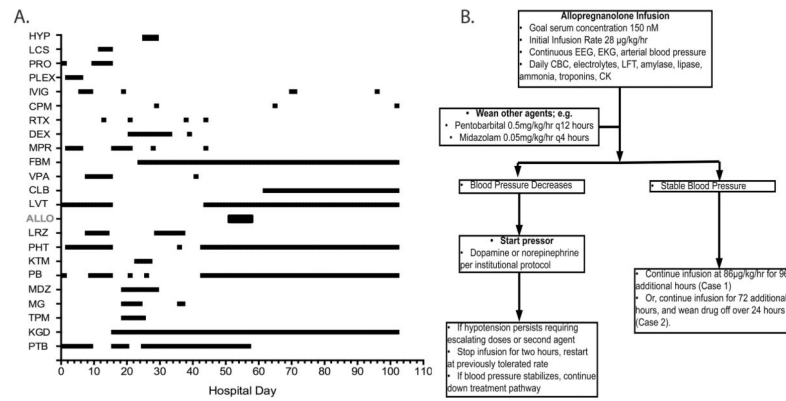 A.
HYP
LCS
PRO
PLEX
IVIG
CPM
RTX
DEX
MPR
FBM
VPA
CLB
LVT
ALLO
LRZ
PHT
KTM
PB
MDZ
MG
TPM
KGD
PTB
0 10 20 30 40 50 60 70 80 90 100 110
Hospital Day
B.
Allopregnanolone Infusion
• Goal serum concentration 150 nM
• Initial Infusion Rate 28 µg/kg/hr
• Continuous EEG, EKG, arterial blood pressure
• Daily CBC, electrolytes, LFT, amylase, lipase,
ammonia, troponins, CK
• Wean other agents; e.g.
• Pentobarbital 0.5mg/kg/hr q12 hours
• Midazolam 0.05mg/kg/hr q4 hours
• Blood Pressure Decreases
• Stable Blood Pressure
• Start pressor
• Dopamine or norepinephrine
per institutional protocol
• Continue infusion at 86µg/kg/hr for 96
additional hours (Case 1)
• Or, continue infusion for 72 additional
hours, and wean drug off over 24 hours
(Case 2).
• If hypotention persists requiring
escalating doses or second agent
• Stop infusion for two hours, restart
at previously tolerated rate
• If blood pressure stabilizes, continue
down treatment pathway